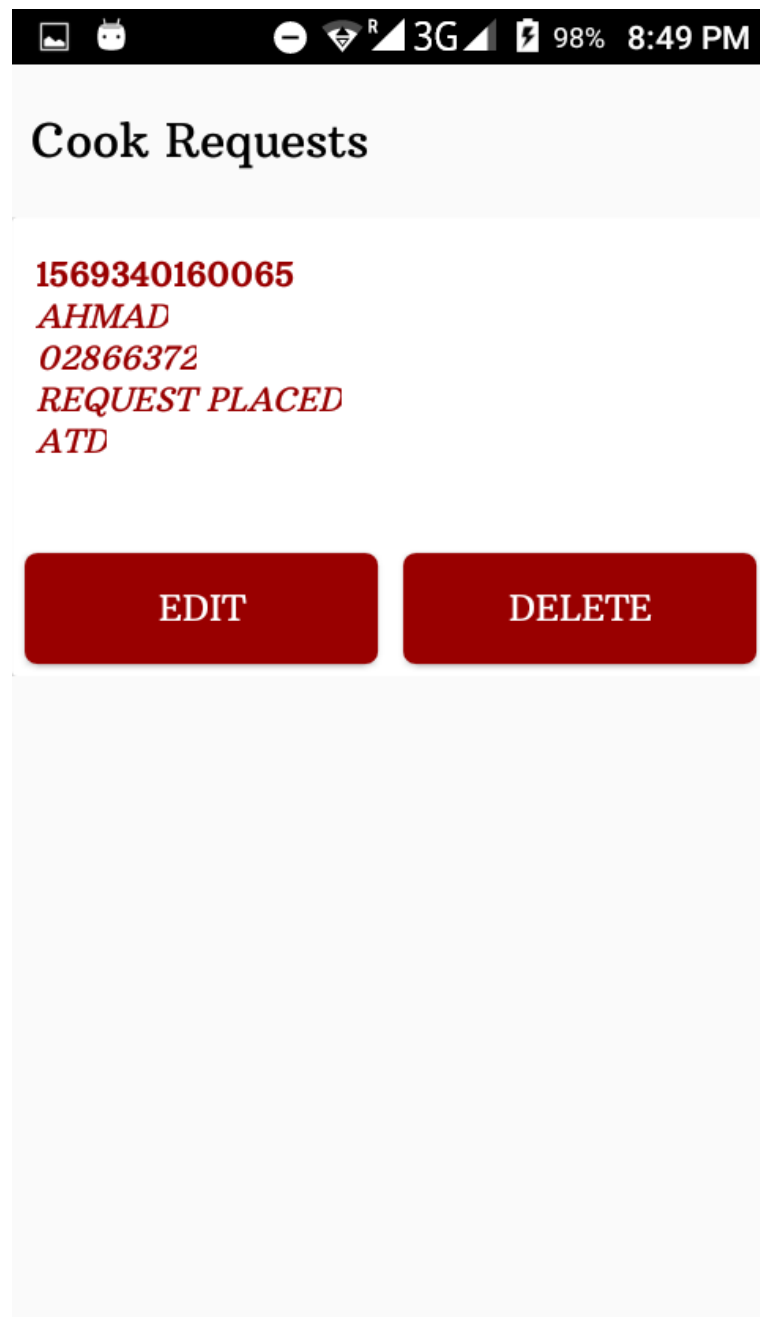 R 3G 98% 8:49 PM
Cook Requests
1569340160065
AHMAD
02866372
REQUEST PLACED
ATD
EDIT DELETE